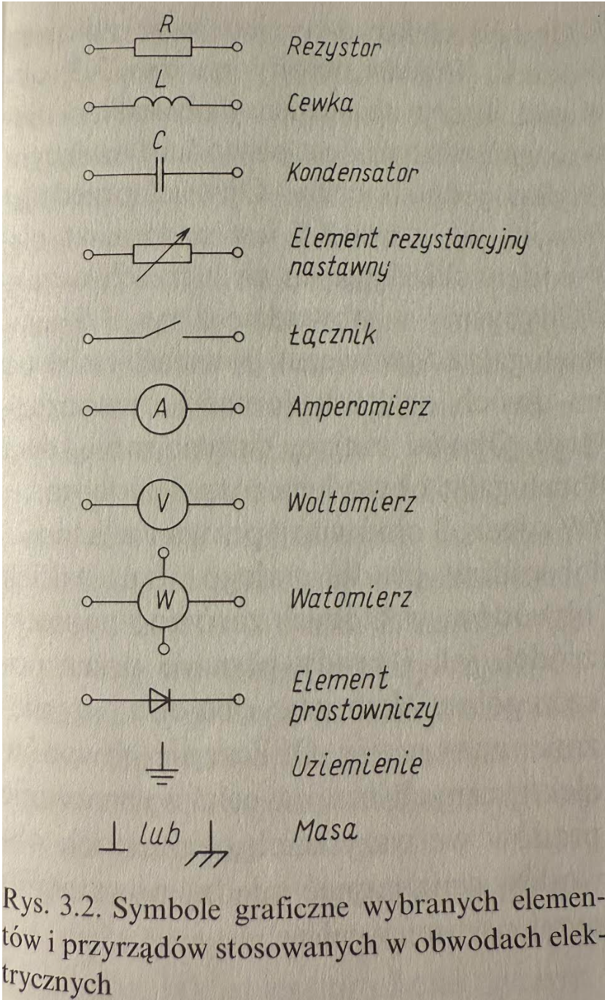 R
Rezystor
L
Cewka
C
Kondensator
Element rezystancyjny
nastawny
Łącznik
A
Amperomierz
V
Woltomierz
W
Watomierz
Element
prostowniczy
Uziemienie
lub
Masa
Rys. 3.2. Symbole graficzne wybranych elemen-
tów i przyrządów stosowanych w obwodach elek-
trycznych